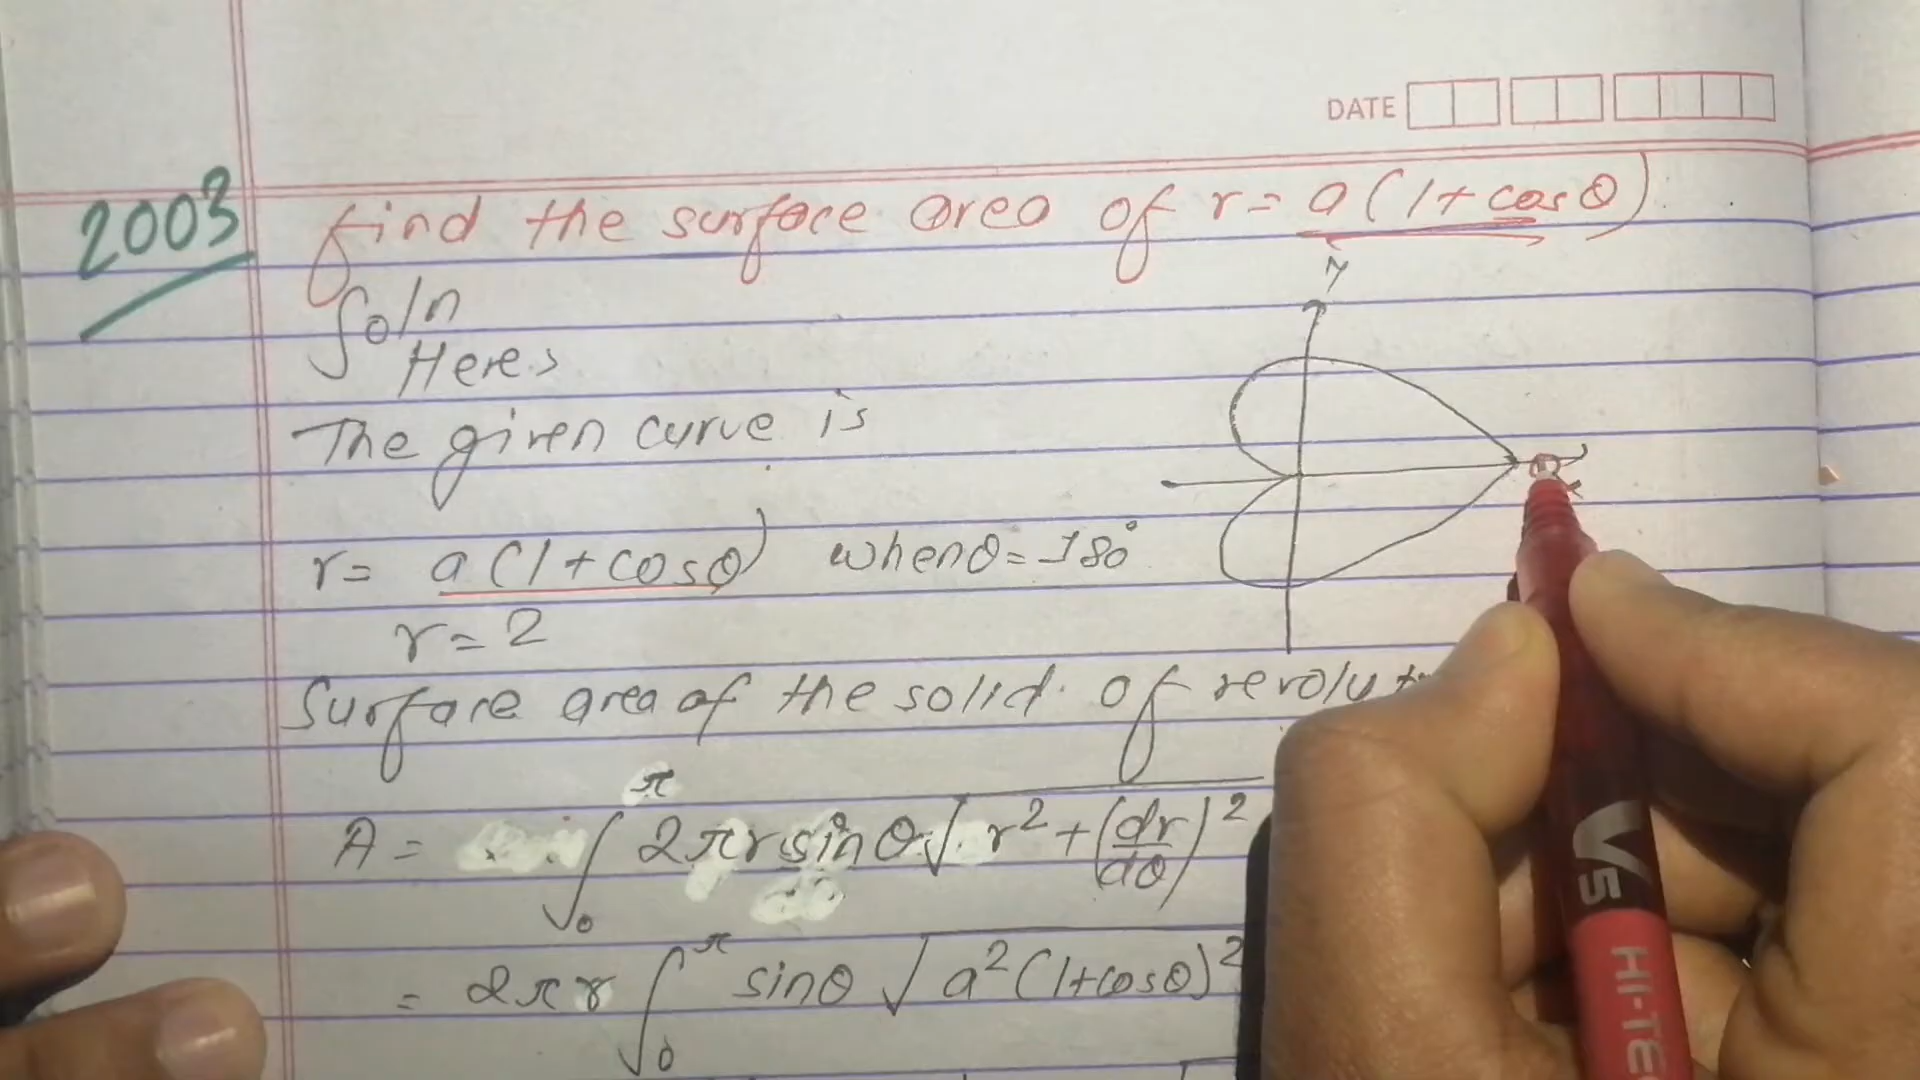 DATE
2003
find the surface area of r = a(1+cosθ)
Soln
Here,
y
The given curve is
r = a(1+cosθ) when θ = 180°
r = 2
Surface area of the solid of revolut
A = ∫₀^π 2πr sinθ √ r² + (dr/dθ)²
= 2πr ∫₀^π sinθ √ a²(1+cosθ)²
V5
HI-TE